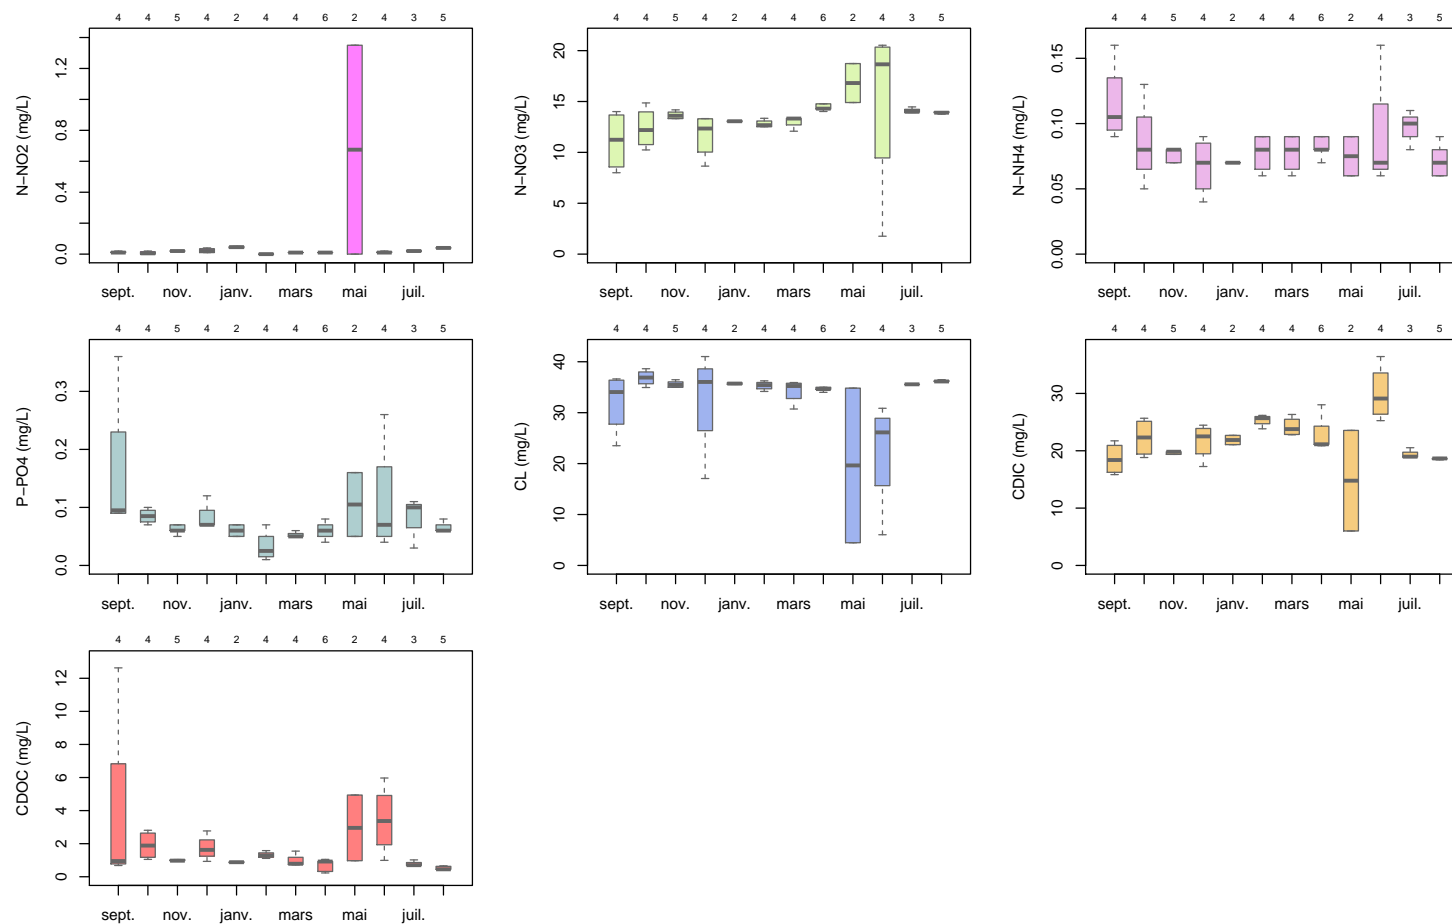 4 4 5 4 2 4 4 6 2 4 3 5
N−NO2 (mg/L)
0.0 0.4 0.8 1.2
sept. nov. janv. mars mai juil.
4 4 5 4 2 4 4 6 2 4 3 5
N−NO3 (mg/L)
0 5 10 15 20
sept. nov. janv. mars mai juil.
4 4 5 4 2 4 4 6 2 4 3 5
N−NH4 (mg/L)
0.00 0.05 0.10 0.15
sept. nov. janv. mars mai juil.
4 4 5 4 2 4 4 6 2 4 3 5
P−PO4 (mg/L)
0.0 0.1 0.2 0.3
sept. nov. janv. mars mai juil.
4 4 5 4 2 4 4 6 2 4 3 5
CL (mg/L)
0 10 20 30 40
sept. nov. janv. mars mai juil.
4 4 5 4 2 4 4 6 2 4 3 5
CDIC (mg/L)
0 10 20 30
sept. nov. janv. mars mai juil.
4 4 5 4 2 4 4 6 2 4 3 5
CDOC (mg/L)
0 2 4 6 8 10 12
sept. nov. janv. mars mai juil.